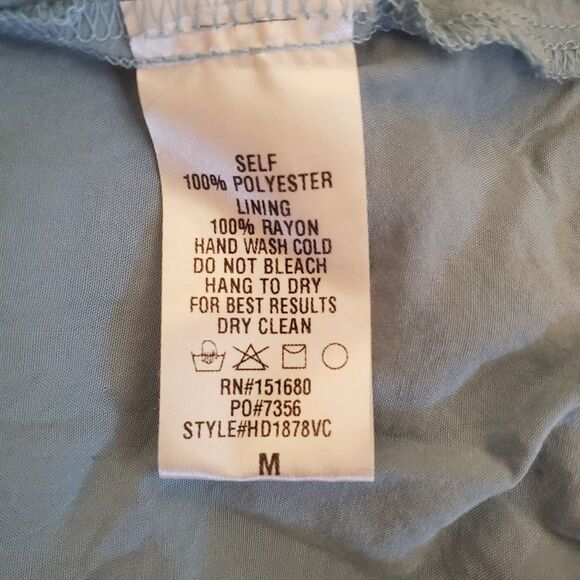 SELF
100% POLYESTER
LINING
100% RAYON
HAND WASH COLD
DO NOT BLEACH
HANG TO DRY
FOR BEST RESULTS
DRY CLEAN
RN#151680
PO#7356
STYLE#HD1878VC
M